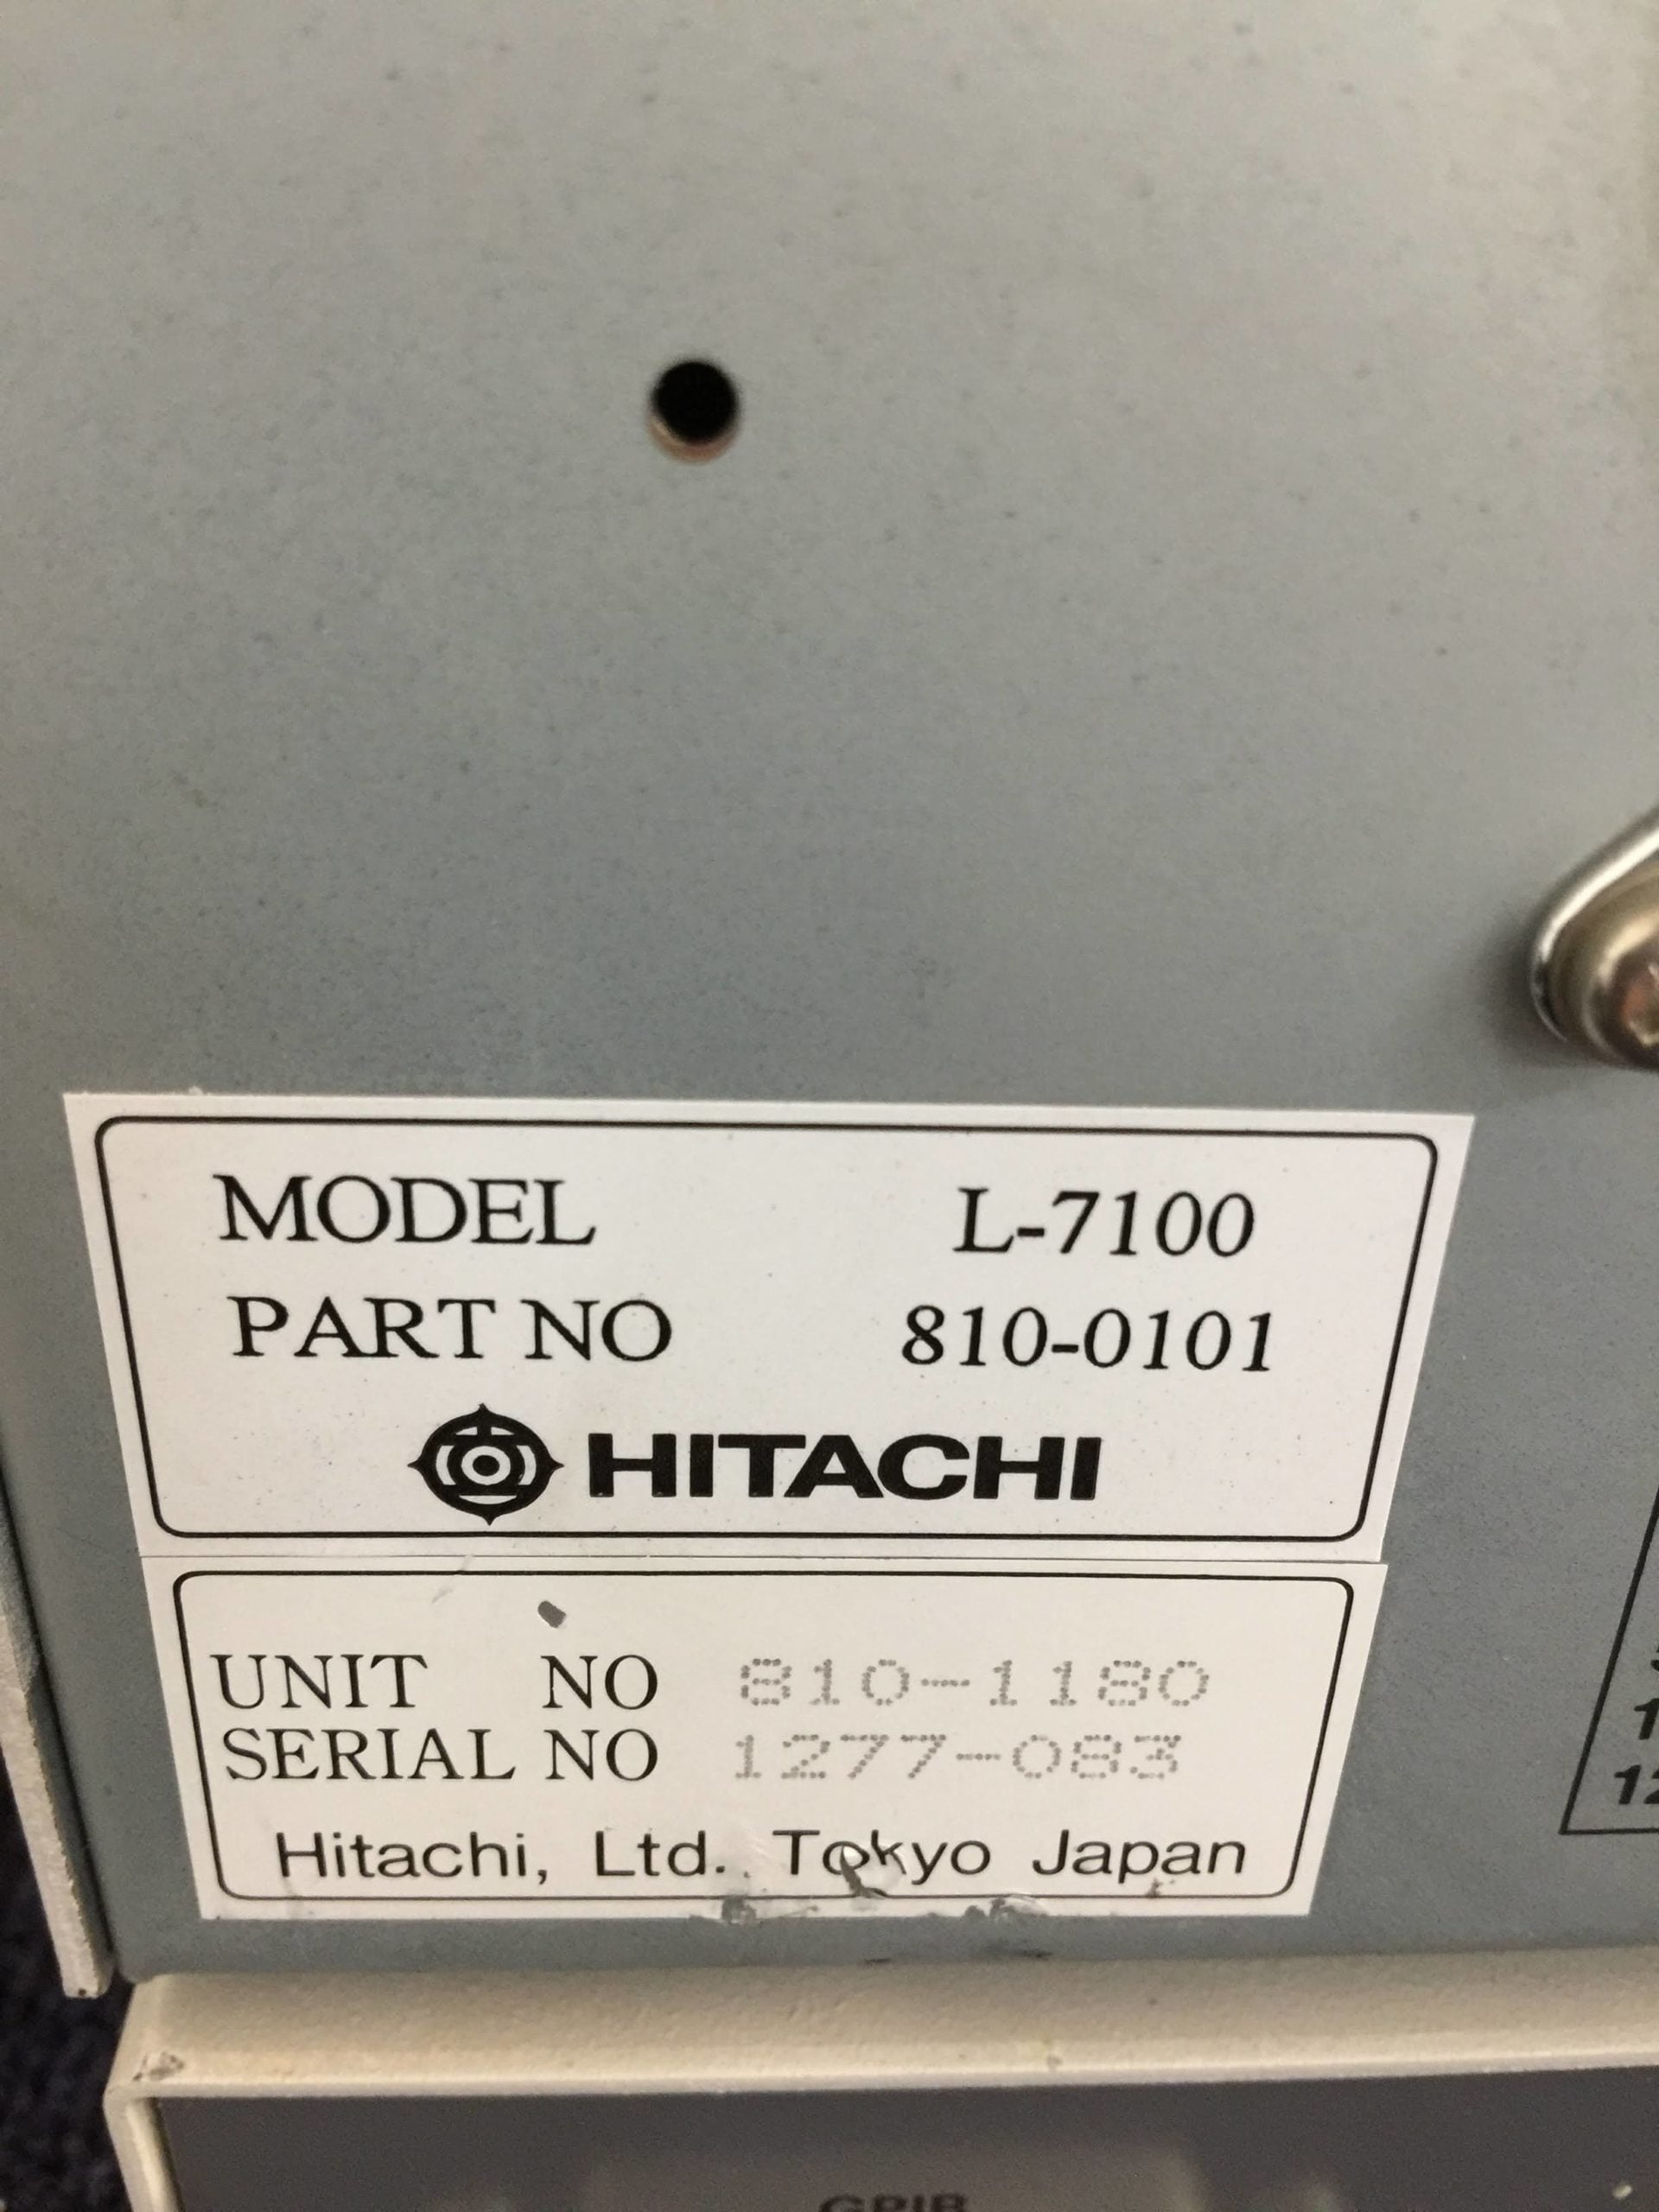 MODEL L-7100
PART NO 810-0101
HITACHI
UNIT NO 810-1180
SERIAL NO 1277-083
Hitachi, Ltd. Tokyo Japan
GPIB